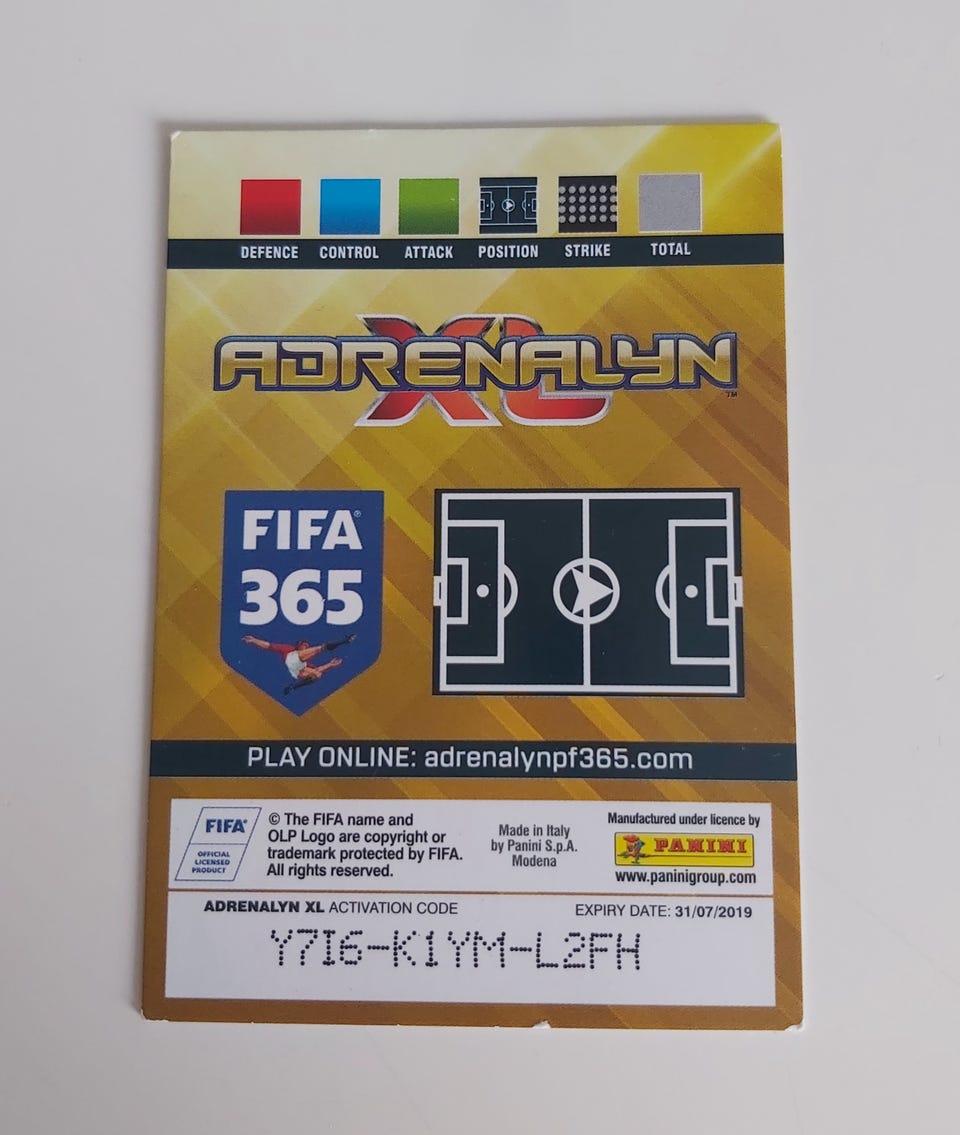 DEFENCE CONTROL ATTACK POSITION STRIKE TOTAL
ADRENALYN XL™
FIFA®
365
PLAY ONLINE: adrenalynpf365.com
FIFA®
OFFICIAL
LICENSED
PRODUCT
© The FIFA name and
OLP Logo are copyright or
trademark protected by FIFA.
All rights reserved.
Made in Italy
by Panini S.p.A.
Modena
Manufactured under licence by
PANINI
www.paninigroup.com
ADRENALYN XL ACTIVATION CODE
EXPIRY DATE: 31/07/2019
Y7I6-K1YM-L2FH